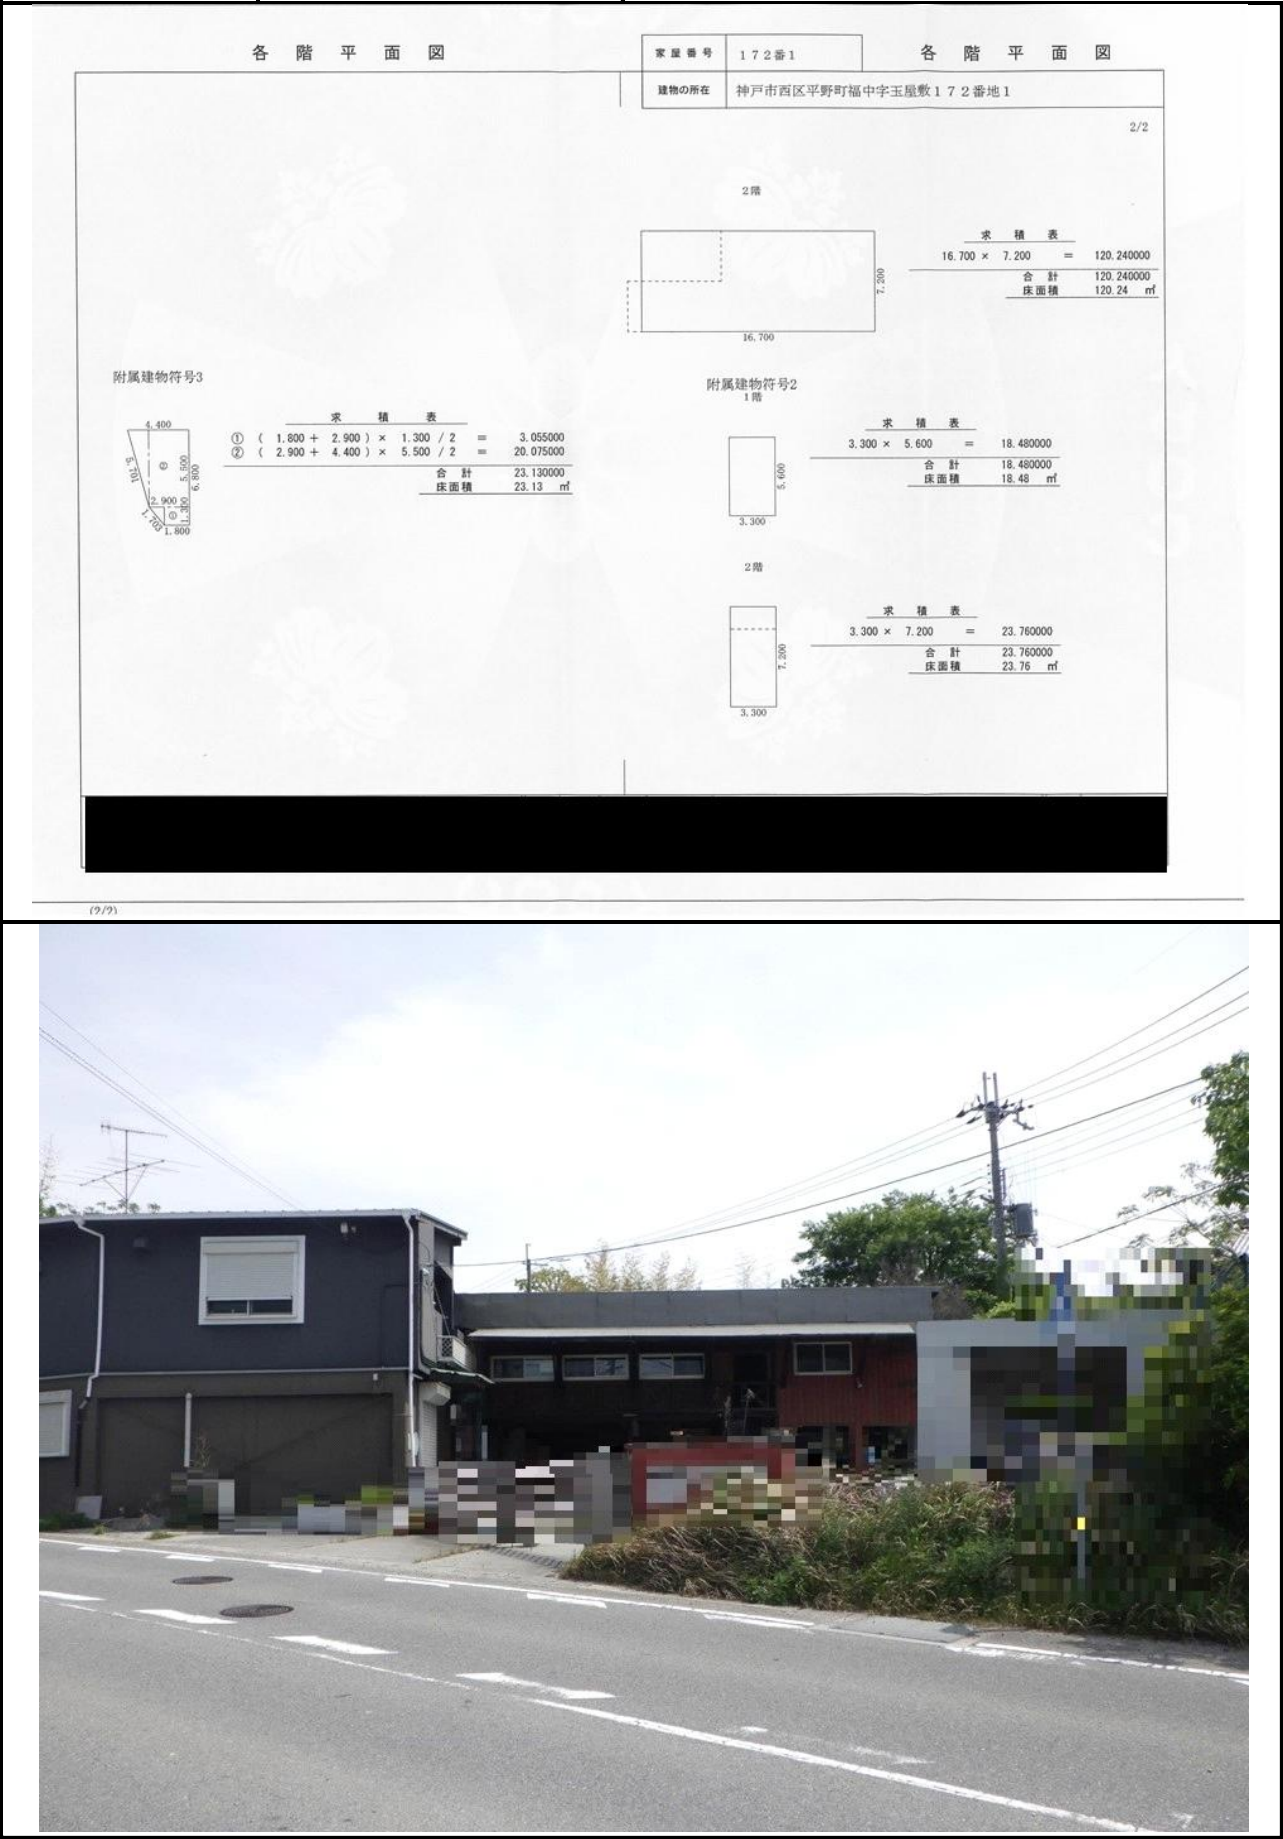 各階平面図
家屋番号 172番1 各階平面図
建物の所在 神戸市西区平野町福中字玉屋敷172番地1
2/2
2階
16.700
7.200
求積表
16.700 × 7.200 = 120.240000
合計 120.240000
床面積 120.24 ㎡
附属建物符号3
4.400
5.701
②
5.500
6.800
2.900
①
1.300
1.703
1.800
求積表
① ( 1.800 + 2.900 ) × 1.300 / 2 = 3.055000
② ( 2.900 + 4.400 ) × 5.500 / 2 = 20.075000
合計 23.130000
床面積 23.13 ㎡
附属建物符号2
1階
5.600
3.300
求積表
3.300 × 5.600 = 18.480000
合計 18.480000
床面積 18.48 ㎡
2階
7.200
3.300
求積表
3.300 × 7.200 = 23.760000
合計 23.760000
床面積 23.76 ㎡
(2/2)